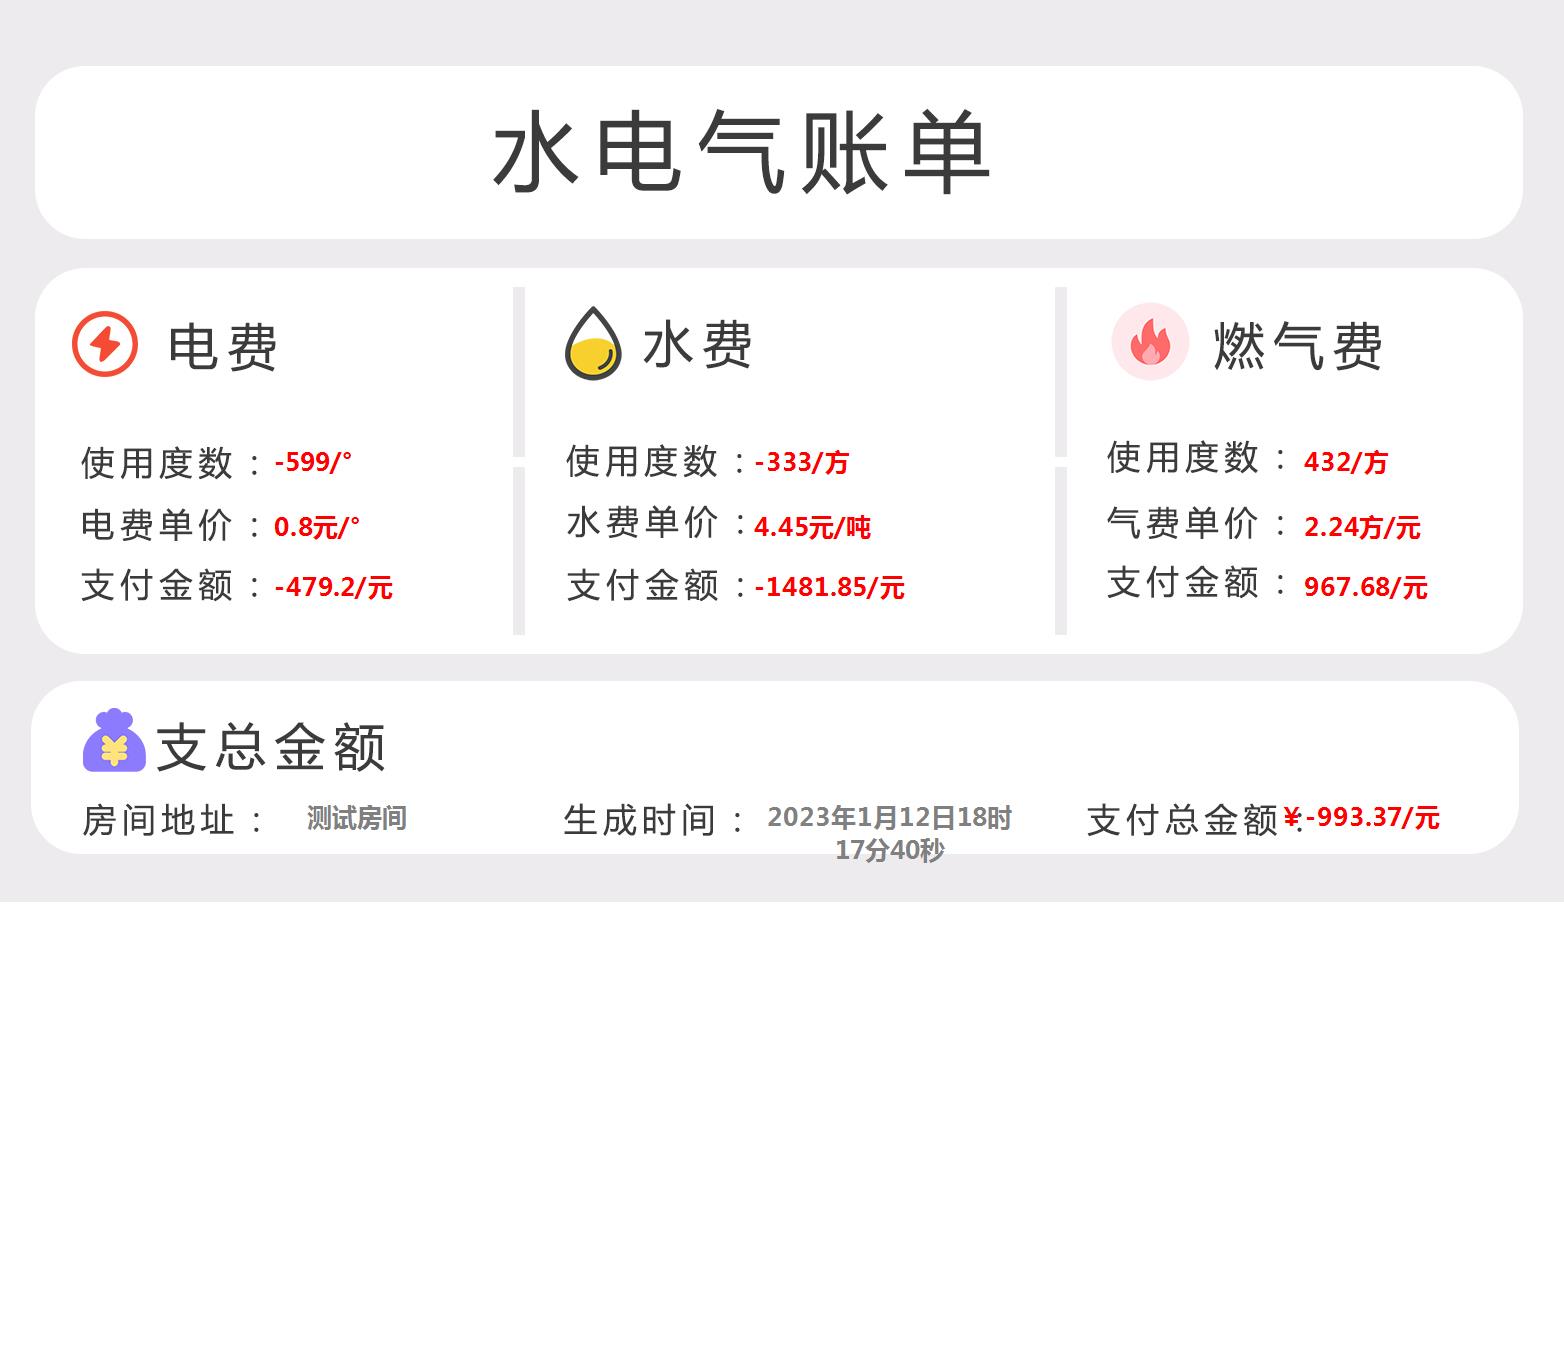 水电气账单
电费
使用度数：-599/°
电费单价：0.8元/°
支付金额：-479.2/元
水费
使用度数：-333/方
水费单价：4.45元/吨
支付金额：-1481.85/元
燃气费
使用度数：432/方
气费单价：2.24方/元
支付金额：967.68/元
支总金额
房间地址：测试房间
生成时间：2023年1月12日18时
17分40秒
支付总金额：¥-993.37/元